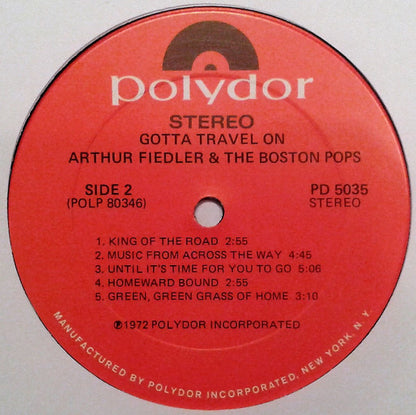 polydor
STEREO
GOTTA TRAVEL ON
ARTHUR FIEDLER & THE BOSTON POPS
SIDE 2
(POLP 80346)
PD 5035
STEREO
1. KING OF THE ROAD 2:55
2. MUSIC FROM ACROSS THE WAY 4:45
3. UNTIL IT'S TIME FOR YOU TO GO 5:06
4. HOMEWARD BOUND 2:55
5. GREEN, GREEN GRASS OF HOME 3:10
℗1972 POLYDOR INCORPORATED
MANUFACTURED BY POLYDOR INCORPORATED, NEW YORK, N.Y.